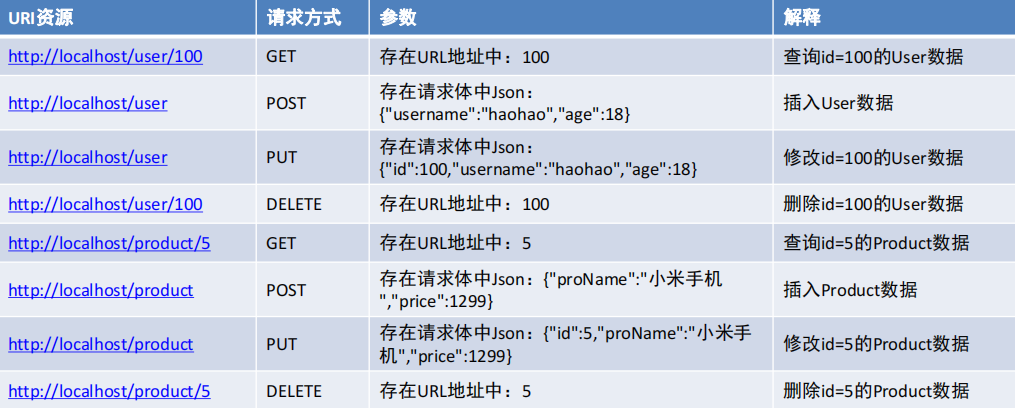 URI资源 请求方式 参数 解释
http://localhost/user/100 GET 存在URL地址中：100 查询id=100的User数据
http://localhost/user POST 存在请求体中Json：
{"username":"haohao","age":18} 插入User数据
http://localhost/user PUT 存在请求体中Json：
{"id":100,"username":"haohao","age":18} 修改id=100的User数据
http://localhost/user/100 DELETE 存在URL地址中：100 删除id=100的User数据
http://localhost/product/5 GET 存在URL地址中：5 查询id=5的Product数据
http://localhost/product POST 存在请求体中Json：{"proName":"小米手机
","price":1299} 插入Product数据
http://localhost/product PUT 存在请求体中Json：{"id":5,"proName":"小米手
机","price":1299} 修改id=5的Product数据
http://localhost/product/5 DELETE 存在URL地址中：5 删除id=5的Product数据